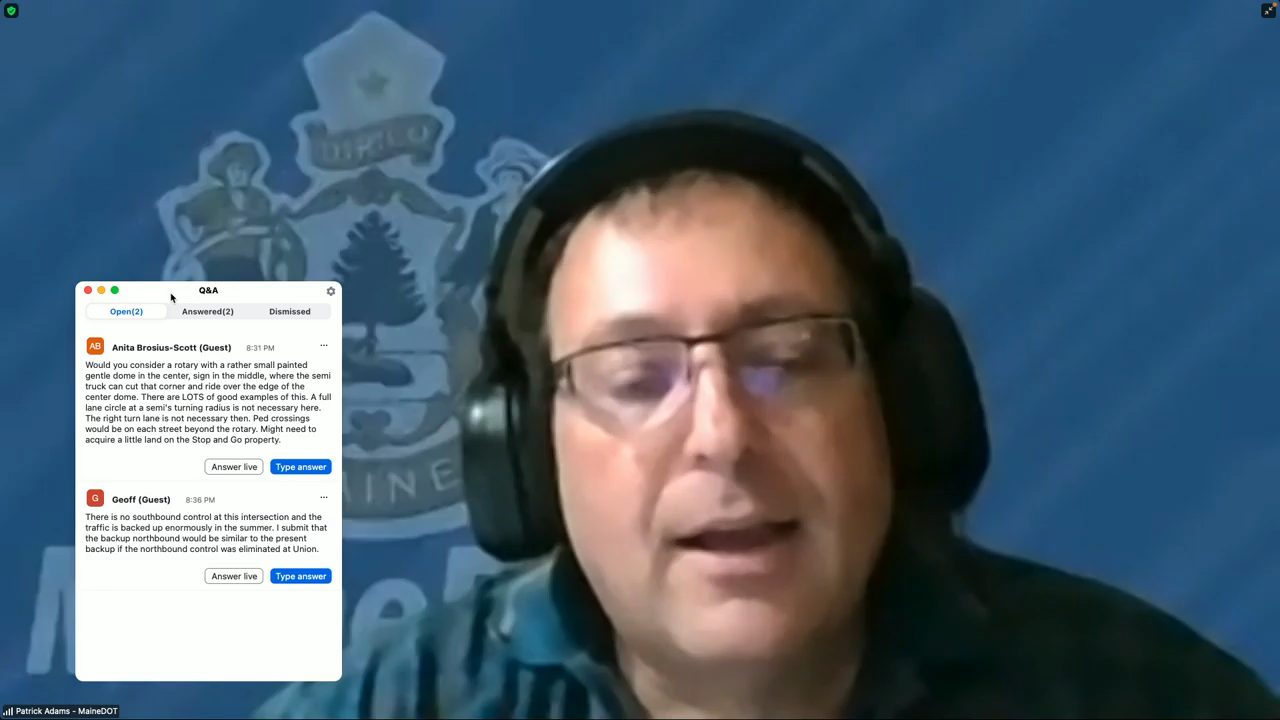 DIRIGO
MAINE
Q&A
Open(2)
Answered(2)
Dismissed
AB
Anita Brosius-Scott (Guest)
8:31 PM
Would you consider a rotary with a rather small painted
gentle dome in the center, sign in the middle, where the semi
truck can cut that corner and ride over the edge of the
center dome. There are LOTS of good examples of this. A full
lane circle at a semi's turning radius is not necessary here.
The right turn lane is not necessary then. Ped crossings
would be on each street beyond the rotary. Might need to
acquire a little land on the Stop and Go property.
Answer live
Type answer
G
Geoff (Guest)
8:36 PM
There is no southbound control at this intersection and the
traffic is backed up enormously in the summer. I submit that
the backup northbound would be similar to the present
backup if the northbound control was eliminated at Union.
Answer live
Type answer
Patrick Adams - MaineDOT